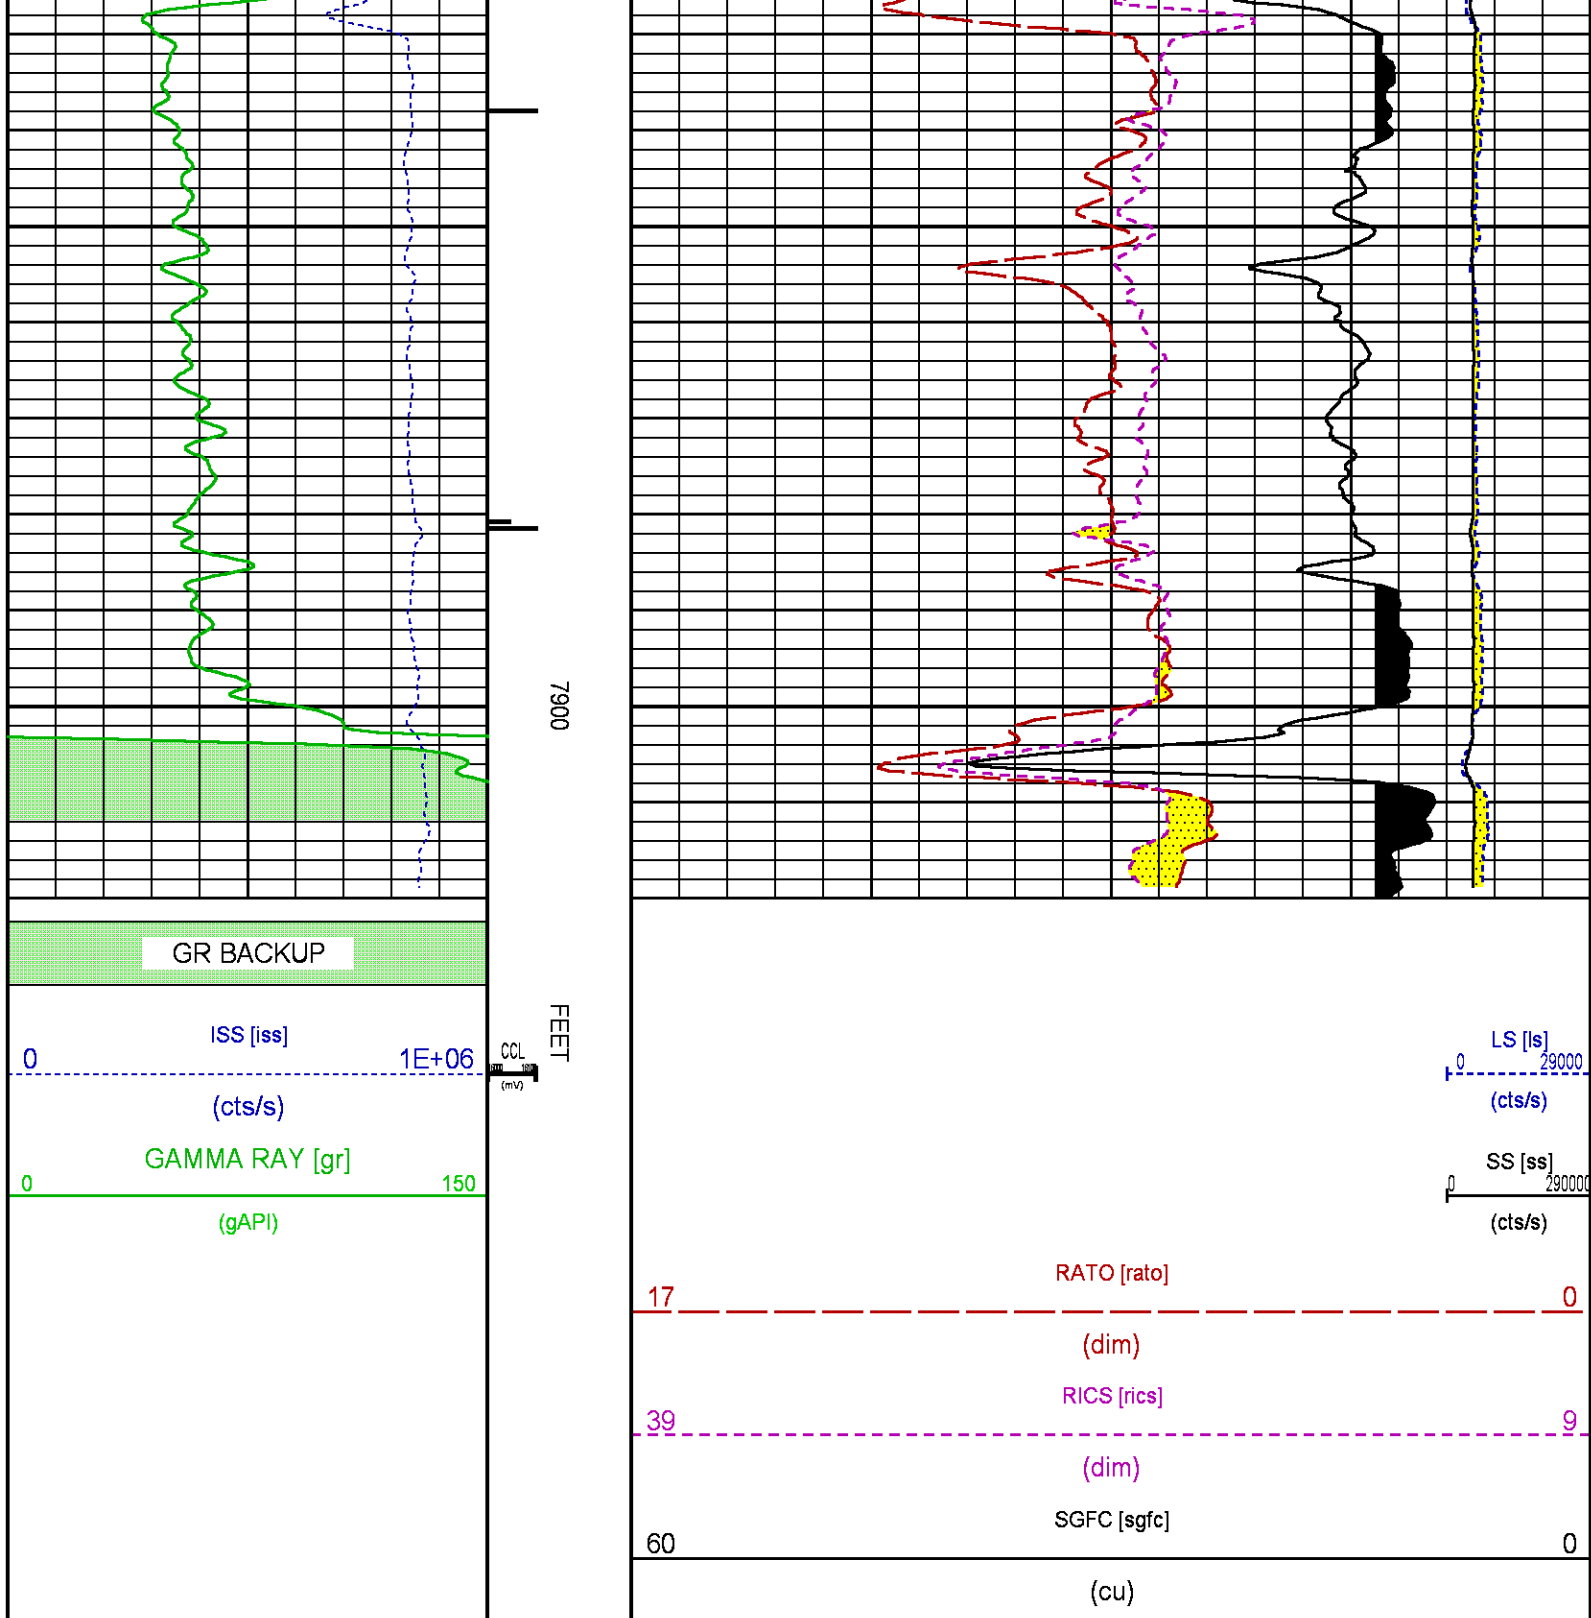 7900
GR BACKUP
FEET
ISS [iss]
0 1E+06
(cts/s)
CCL
(mV)
GAMMA RAY [gr]
0 150
(gAPI)
LS [ls]
0 29000
(cts/s)
SS [ss]
0 290000
(cts/s)
RATO [rato]
17 0
(dim)
RICS [rics]
39 9
(dim)
SGFC [sgfc]
60 0
(cu)